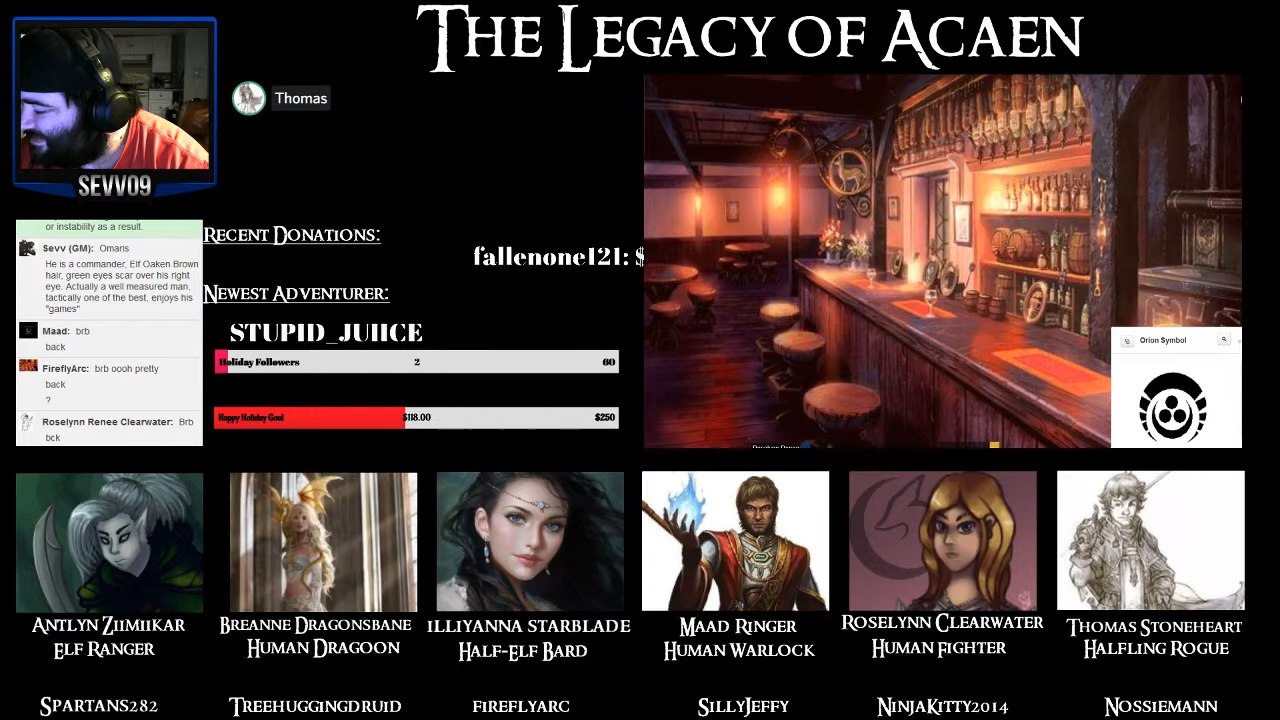 The Legacy of Acaen
SEVV09
Thomas
or instability as a result.
Sevv (GM): Omaris
He is a commander, Elf Oaken Brown
hair, green eyes scar over his right
eye. Actually a well measured man,
tactically one of the best, enjoys his
"games"
Maad: brb
back
FireflyArc: brb oooh pretty
back
?
Roselynn Renee Clearwater: Brb
bck
Recent Donations:
fallenone121: $
Newest Adventurer:
STUPID_JUIICE
Holiday Followers 2 60
Happy Holiday Goal $118.00 $250
Orion Symbol
Antlyn Ziimiikar
Elf Ranger
Spartans282
Breanne Dragonsbane
Human Dragoon
Treehuggingdruid
illiyanna starblade
Half-Elf Bard
fireflyarc
Maad Ringer
Human Warlock
SillyJeffy
Roselynn Clearwater
Human Fighter
NinjaKitty2014
Thomas Stoneheart
Halfling Rogue
Nossiemann